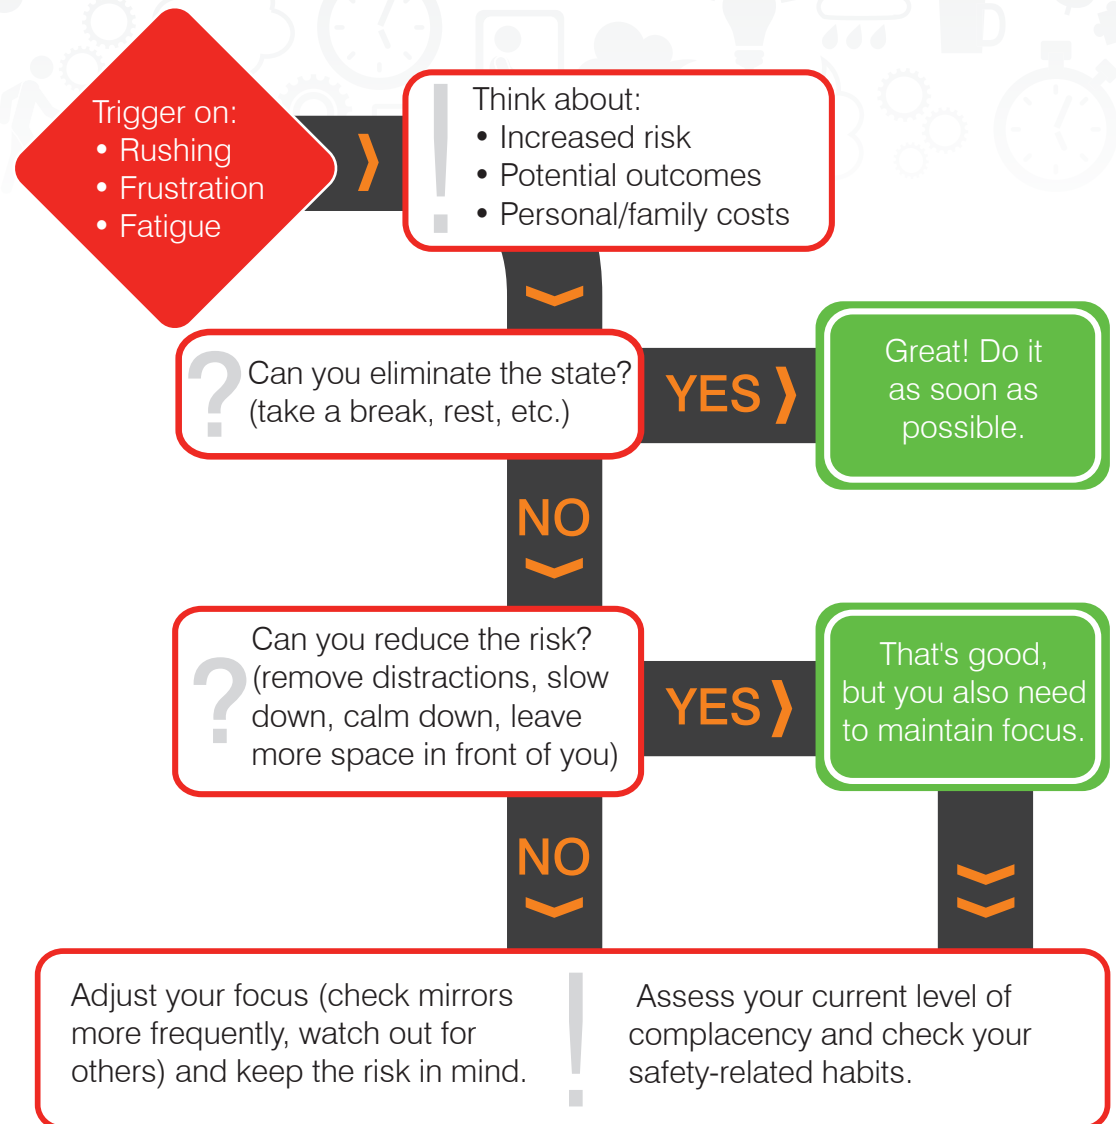 Trigger on:
• Rushing
• Frustration
• Fatigue
!
Think about:
• Increased risk
• Potential outcomes
• Personal/family costs
?
Can you eliminate the state?
(take a break, rest, etc.)
YES
Great! Do it
as soon as
possible.
NO
?
Can you reduce the risk?
(remove distractions, slow
down, calm down, leave
more space in front of you)
YES
That's good,
but you also need
to maintain focus.
NO
Adjust your focus (check mirrors
more frequently, watch out for
others) and keep the risk in mind.
!
Assess your current level of
complacency and check your
safety-related habits.